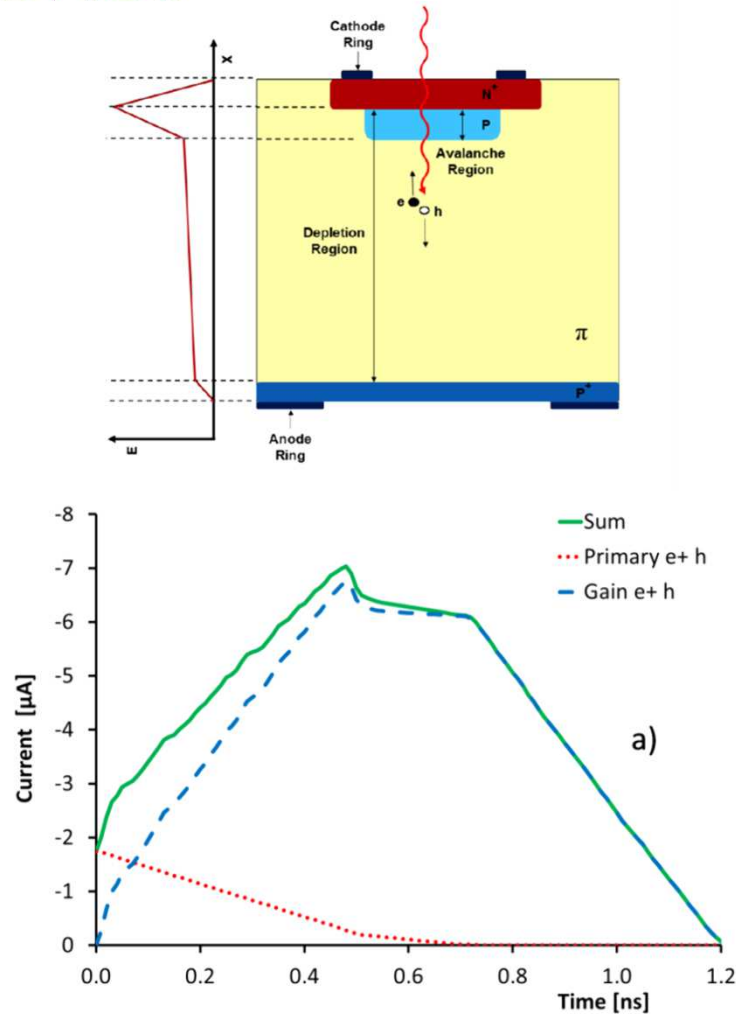 Cathode
Ring
X
N+
P
Avalanche
Region
e
h
Depletion
Region
π
P+
E
Anode
Ring
-8
-7
-6
-5
-4
-3
-2
-1
0
Current [µA]
Sum
Primary e+ h
Gain e+ h
a)
0.0 0.2 0.4 0.6 0.8 1.0 1.2
Time [ns]